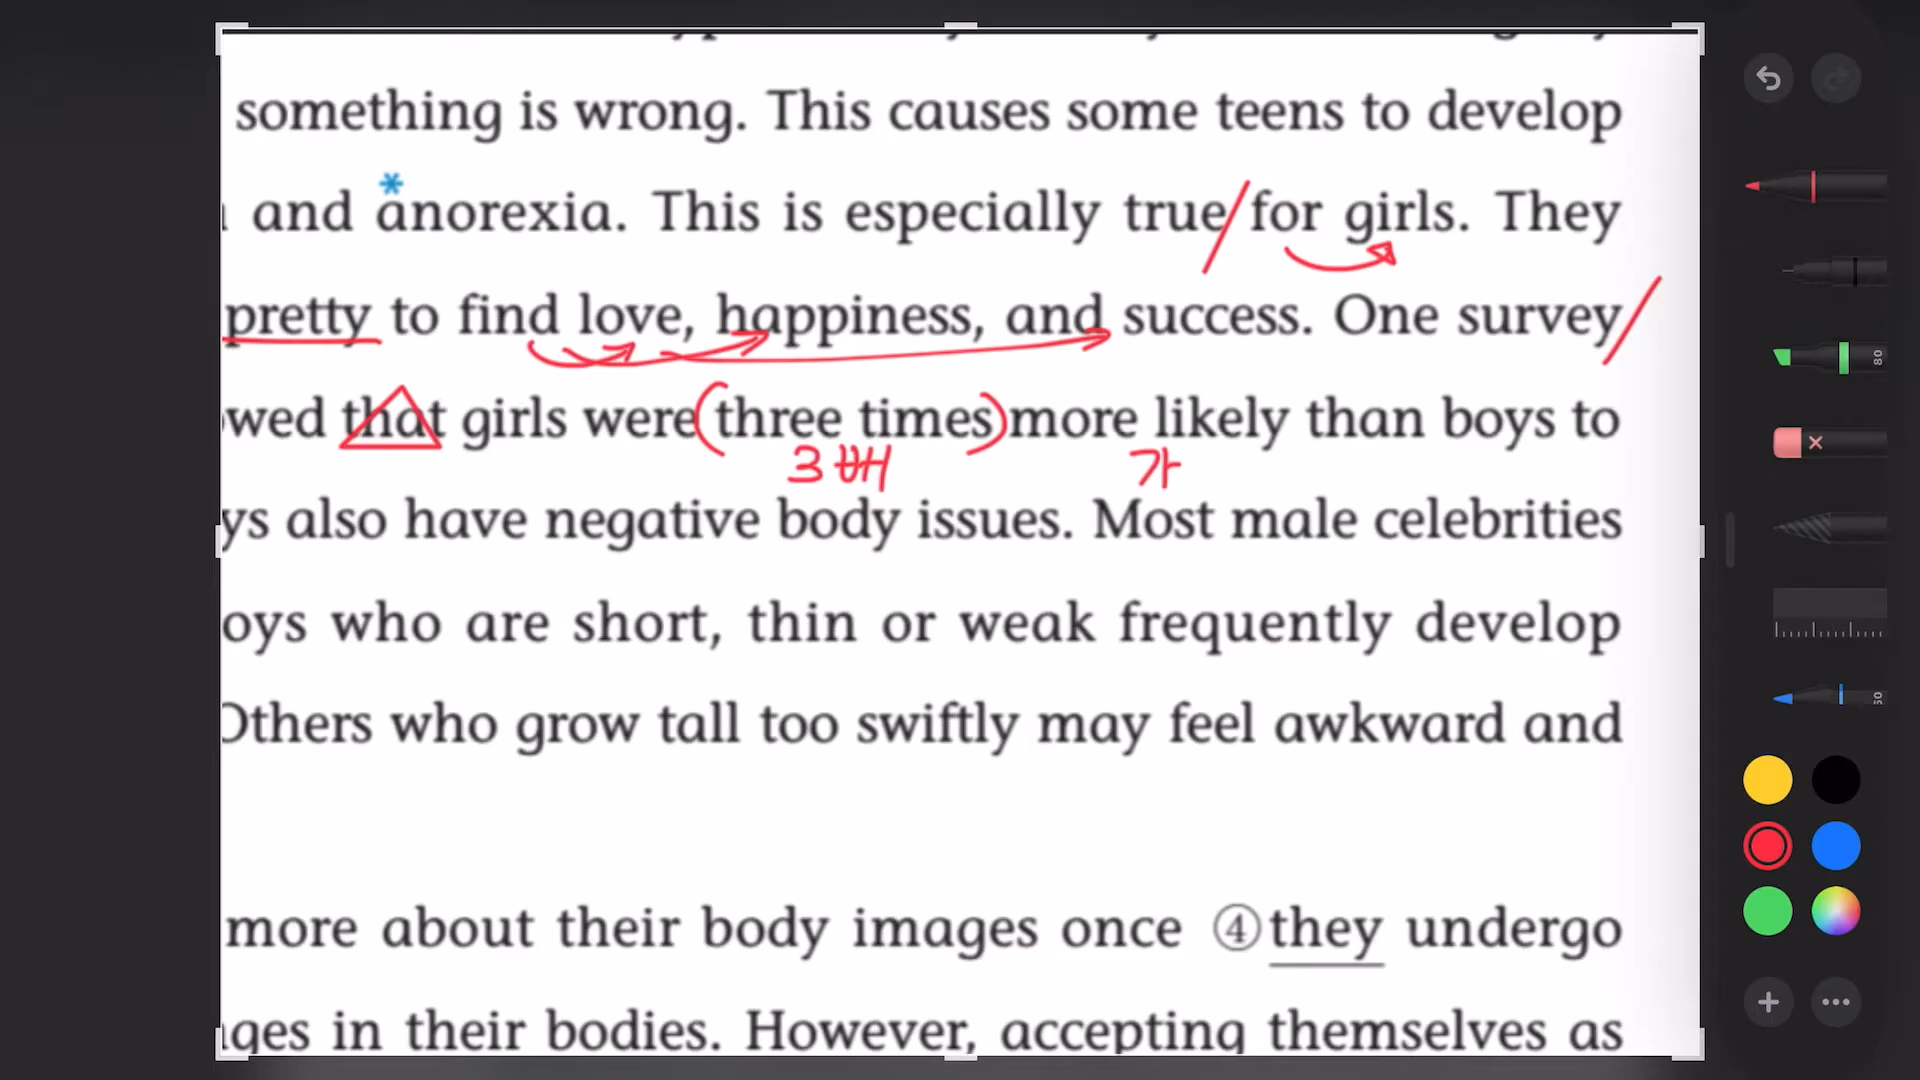 something is wrong. This causes some teens to develop
and *anorexia. This is especially true for girls. They
pretty to find love, happiness, and success. One survey
owed that girls were (three times) more likely than boys to
3배 가
ys also have negative body issues. Most male celebrities
oys who are short, thin or weak frequently develop
Others who grow tall too swiftly may feel awkward and
more about their body images once ④ they undergo
nges in their bodies. However, accepting themselves as
80
50